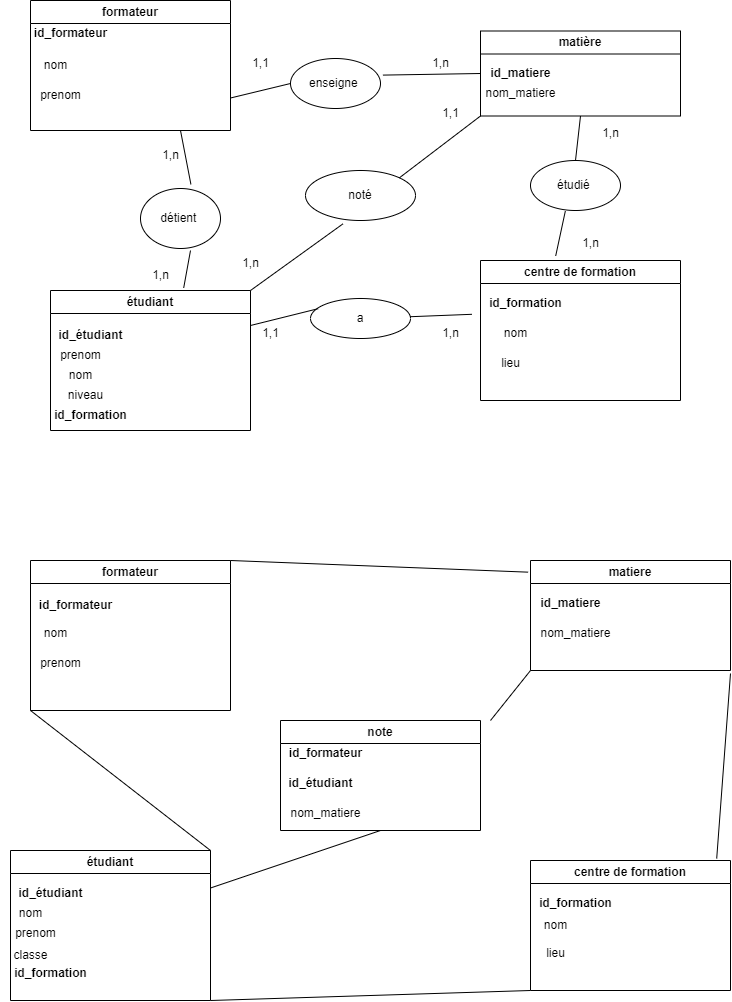 formateur
id_formateur
nom
prenom
1,1
enseigne
1,n
matière
id_matiere
nom_matiere
1,n
détient
1,n
noté
1,1
1,n
1,n
étudié
1,n
étudiant
id_étudiant
prenom
nom
niveau
id_formation
1,1
a
1,n
centre de formation
id_formation
nom
lieu
formateur
id_formateur
nom
prenom
matiere
id_matiere
nom_matiere
note
id_formateur
id_étudiant
nom_matiere
étudiant
id_étudiant
nom
prenom
classe
id_formation
centre de formation
id_formation
nom
lieu